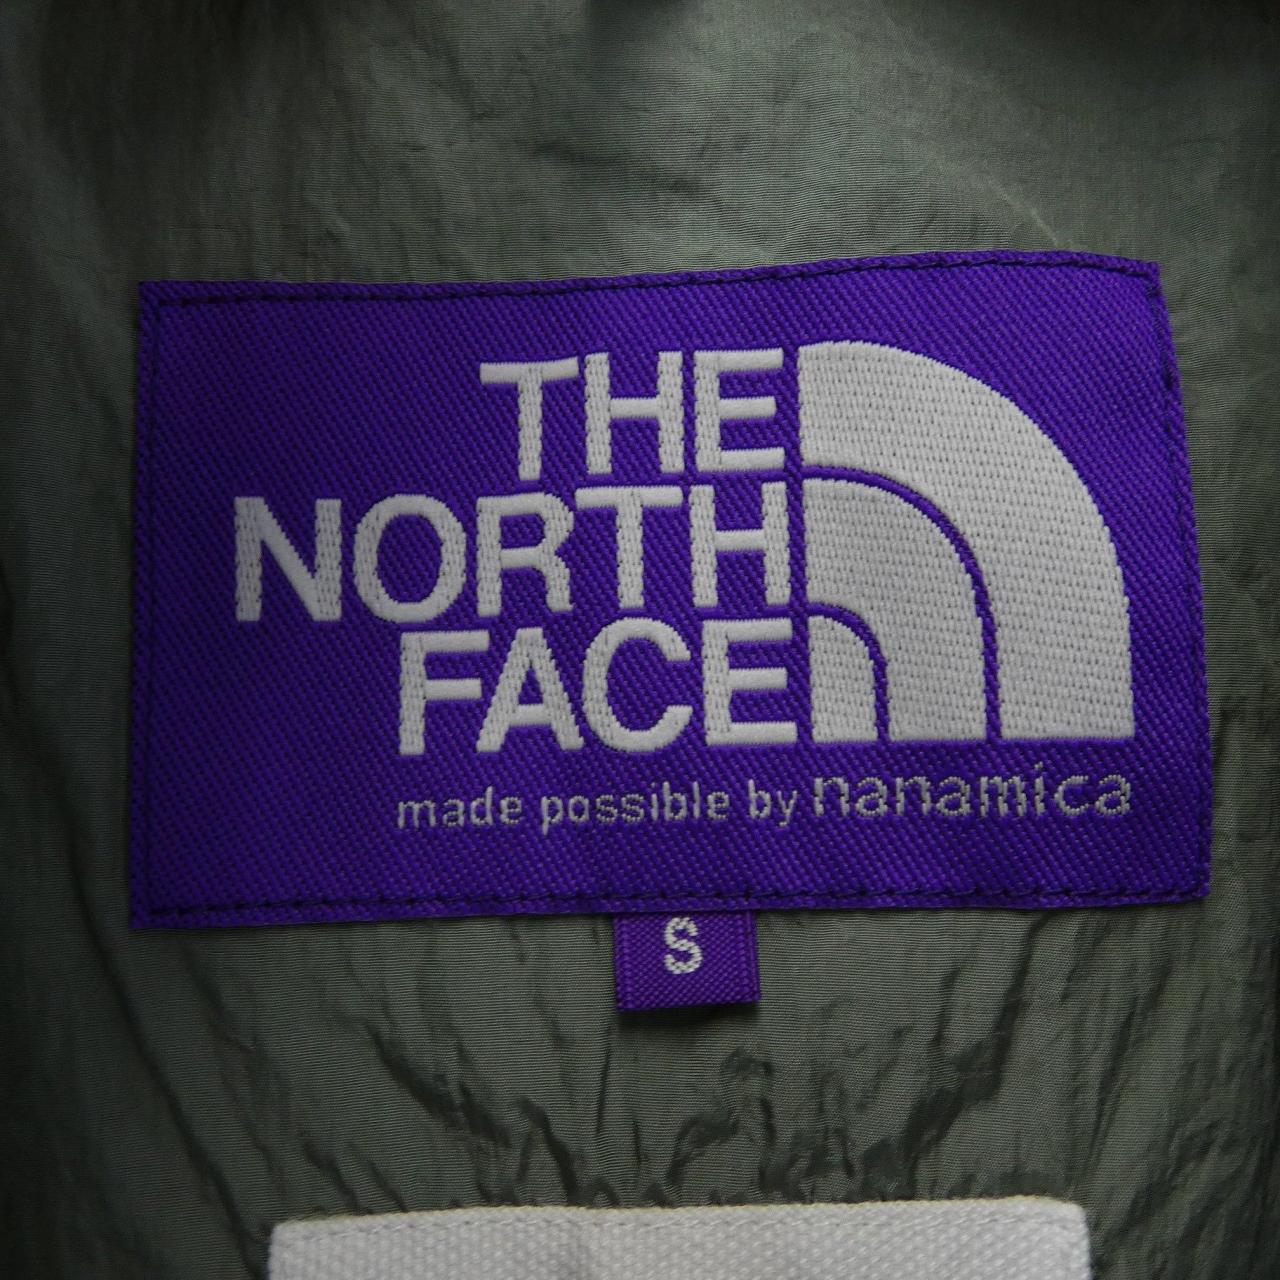 THE
NORTH
FACE
made possible by nanamica
S